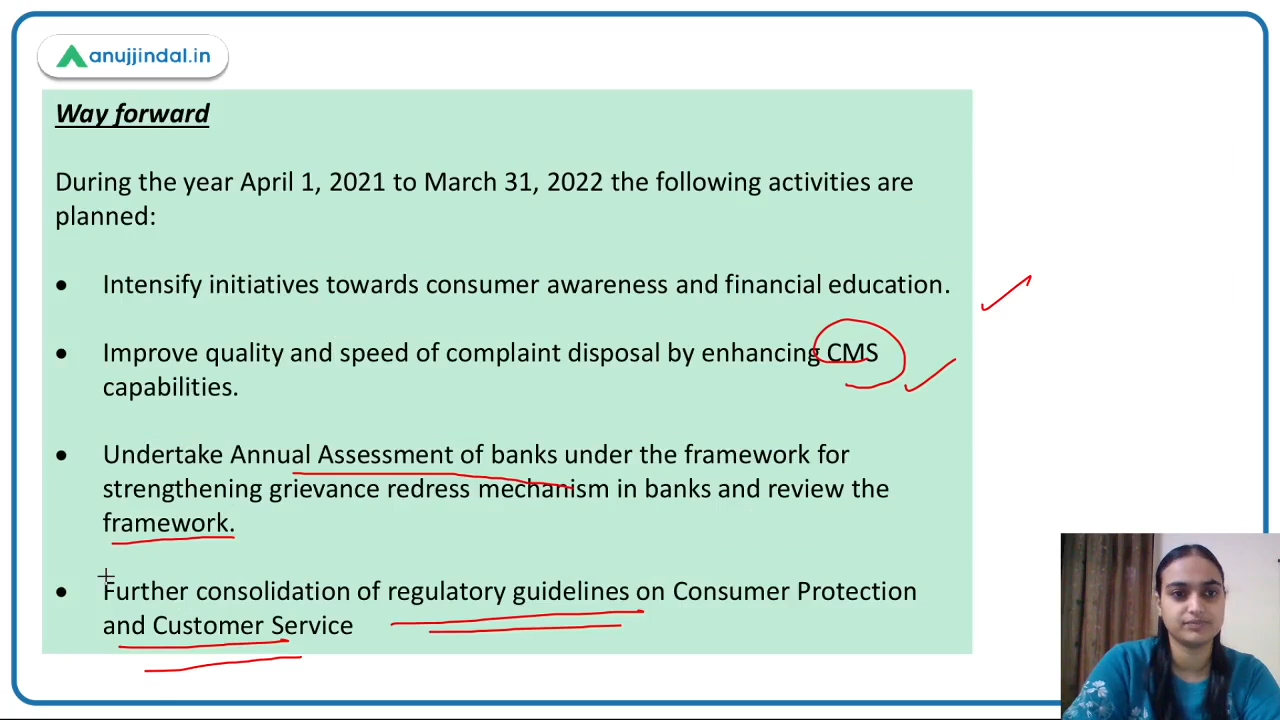 anujjindal.in
Way forward
During the year April 1, 2021 to March 31, 2022 the following activities are
planned:
• Intensify initiatives towards consumer awareness and financial education.
• Improve quality and speed of complaint disposal by enhancing CMS
capabilities.
• Undertake Annual Assessment of banks under the framework for
strengthening grievance redress mechanism in banks and review the
framework.
• Further consolidation of regulatory guidelines on Consumer Protection
and Customer Service